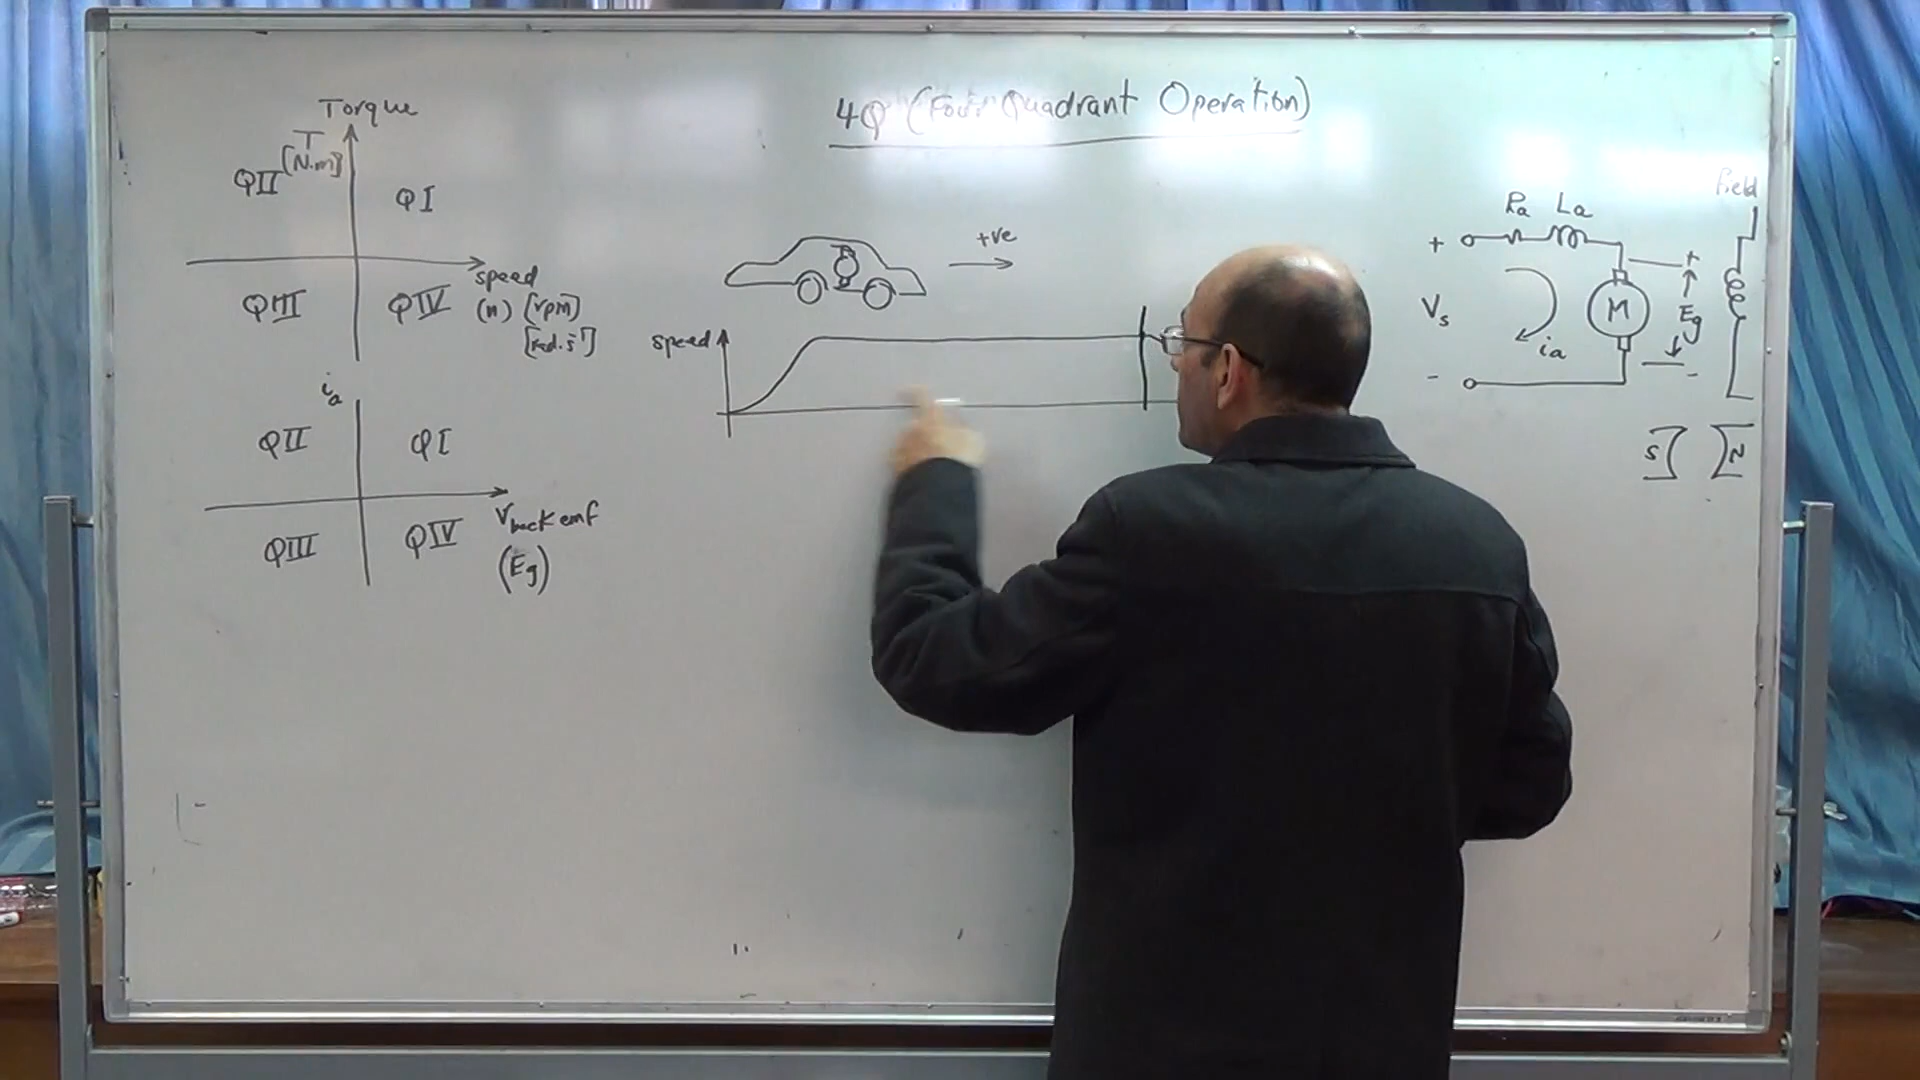 4Q (Four Quadrant Operation)
Torque
T
[N.m]
QII
QI
QIII
QIV
speed
(n) [rpm]
[rad.s⁻¹]
ia
QII
QI
QIII
QIV
Vback emf
(Eg)
+ve
speed
Ra La
+
Vs
-
ia
M
+
Eg
-
Field
S
N